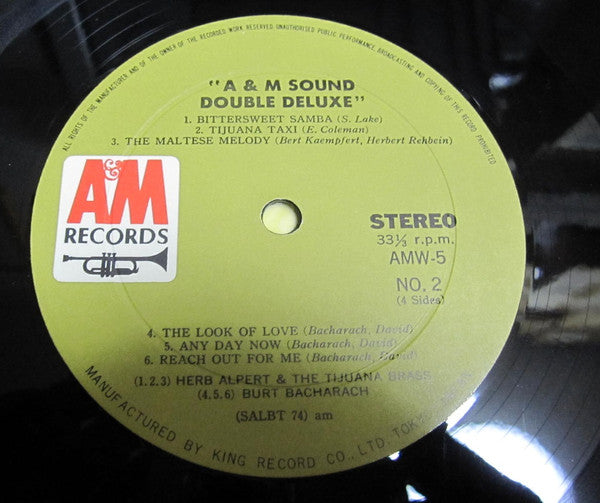 ALL RIGHTS OF THE MANUFACTURER AND OF THE OWNER OF THE RECORDED WORK RESERVED UNAUTHORISED PUBLIC PERFORMANCE, BROADCASTING AND COPYING OF THIS RECORD PROHIBITED
"A & M SOUND
DOUBLE DELUXE"
1. BITTERSWEET SAMBA (S. Lake)
2. TIJUANA TAXI (E. Coleman)
3. THE MALTESE MELODY (Bert Kaempfert, Herbert Rehbein)
A&M
RECORDS
STEREO
33⅓ r.p.m.
AMW-5
NO. 2
(4 Sides)
4. THE LOOK OF LOVE (Bacharach, David)
5. ANY DAY NOW (Bacharach, David)
6. REACH OUT FOR ME (Bacharach, David)
(1.2.3) HERB ALPERT & THE TIJUANA BRASS
(4.5.6) BURT BACHARACH
(SALBT 74) am
MANUFACTURED BY KING RECORD CO., LTD. TOKYO